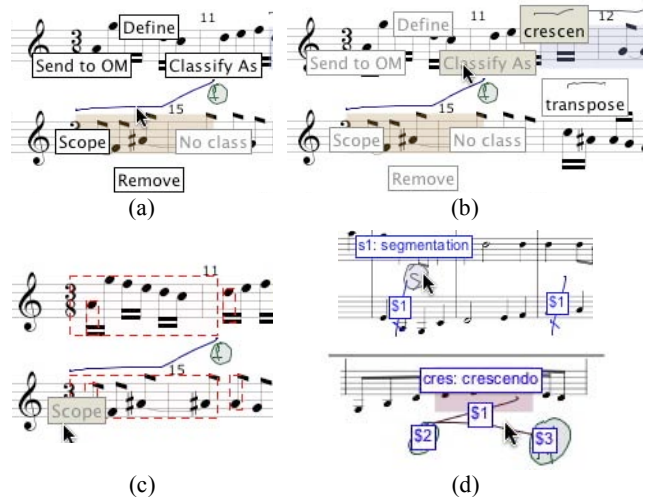 Define
11
Send to OM
Classify As
15
f
Scope
No class
Remove
(a)
Define
11
crescen
12
Send to OM
Classify As
15
f
transpose
Scope
No class
Remove
(b)
3 8
11
15
f
Scope
(c)
s1: segmentation
S
$1
$1
cres: crescendo
$1
$2
$3
(d)